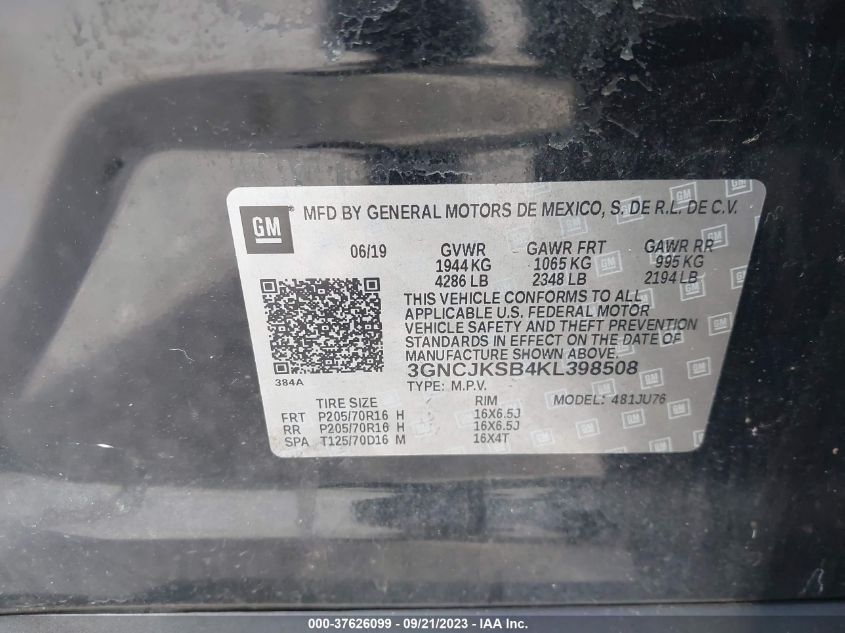 GM ® MFD BY GENERAL MOTORS DE MEXICO, S. DE R.L. DE C.V.
06/19 GVWR GAWR FRT GAWR RR
1944 KG 1065 KG 995 KG
4286 LB 2348 LB 2194 LB
THIS VEHICLE CONFORMS TO ALL
APPLICABLE U.S. FEDERAL MOTOR
VEHICLE SAFETY AND THEFT PREVENTION
STANDARDS IN EFFECT ON THE DATE OF
MANUFACTURE SHOWN ABOVE.
384A 3GNCJKSB4KL398508
TYPE: M.P.V.
TIRE SIZE RIM MODEL: 481JU76
FRT P205/70R16 H 16X6.5J
RR P205/70R16 H 16X6.5J
SPA T125/70D16 M 16X4T
000-37626099 - 09/21/2023 - IAA, Inc.